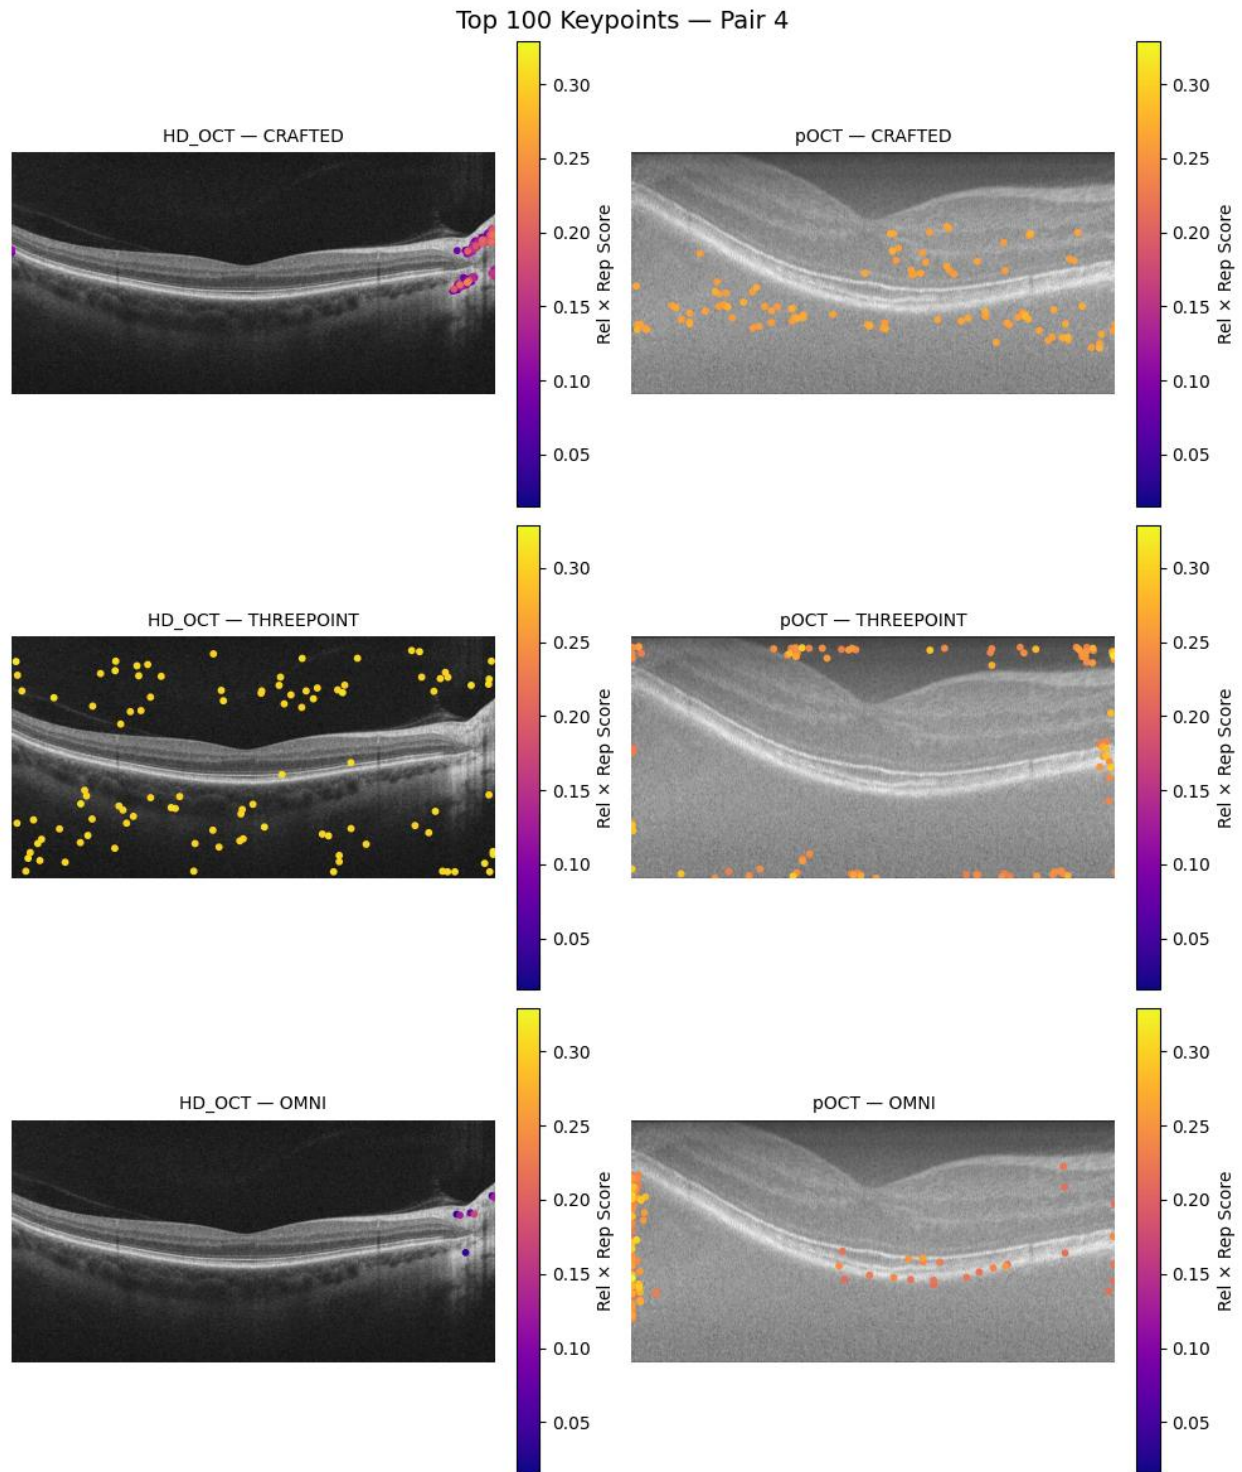 Top 100 Keypoints — Pair 4
HD_OCT — CRAFTED
0.30
0.25
0.20
0.15
0.10
0.05
Rel × Rep Score
pOCT — CRAFTED
0.30
0.25
0.20
0.15
0.10
0.05
Rel × Rep Score
HD_OCT — THREEPOINT
0.30
0.25
0.20
0.15
0.10
0.05
Rel × Rep Score
pOCT — THREEPOINT
0.30
0.25
0.20
0.15
0.10
0.05
Rel × Rep Score
HD_OCT — OMNI
0.30
0.25
0.20
0.15
0.10
0.05
Rel × Rep Score
pOCT — OMNI
0.30
0.25
0.20
0.15
0.10
0.05
Rel × Rep Score